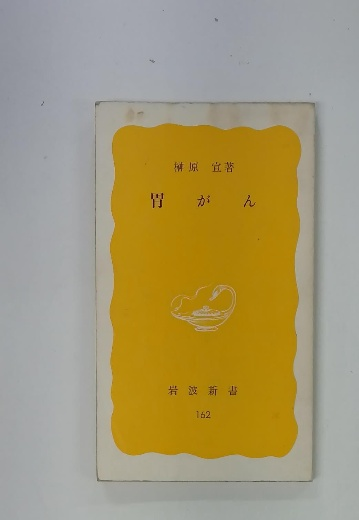 榊原 宣著
胃がん
岩波新書
162